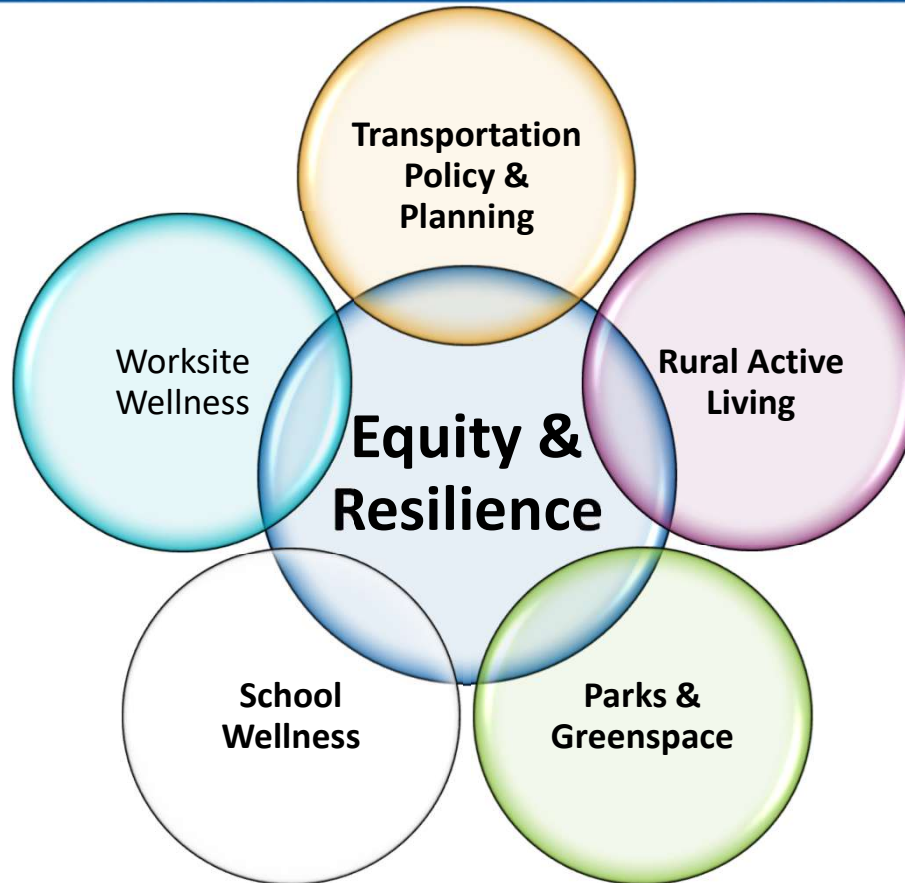 Transportation
Policy &
Planning
Worksite
Wellness
Rural Active
Living
Equity &
Resilience
School
Wellness
Parks &
Greenspace